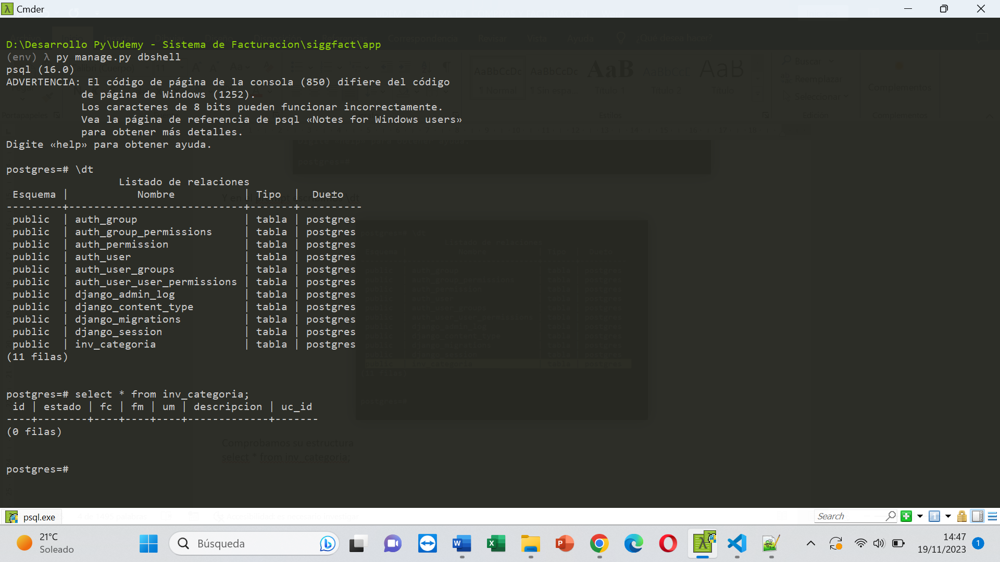 Cmder
D:\Desarrollo Py\Udemy - Sistema de Facturacion\siggfact\app
(env) λ py manage.py dbshell
psql (16.0)
ADVERTENCIA: El código de página de la consola (850) difiere del código
de página de Windows (1252).
Los caracteres de 8 bits pueden funcionar incorrectamente.
Vea la página de referencia de psql «Notes for Windows users»
para obtener más detalles.
Digite «help» para obtener ayuda.
postgres=# \dt
Listado de relaciones
Esquema | Nombre | Tipo | Due±o
---------+----------------------------+-------+----------
public | auth_group | tabla | postgres
public | auth_group_permissions | tabla | postgres
public | auth_permission | tabla | postgres
public | auth_user | tabla | postgres
public | auth_user_groups | tabla | postgres
public | auth_user_user_permissions | tabla | postgres
public | django_admin_log | tabla | postgres
public | django_content_type | tabla | postgres
public | django_migrations | tabla | postgres
public | django_session | tabla | postgres
public | inv_categoria | tabla | postgres
(11 filas)
postgres=# select * from inv_categoria;
id | estado | fc | fm | um | descripcion | uc_id
----+--------+----+----+----+-------------+-------
(0 filas)
Comprobamos su estructura
select * from inv_categoria;
postgres=#
psql.exe
Search
21°C
Soleado
Búsqueda
14:47
19/11/2023
1